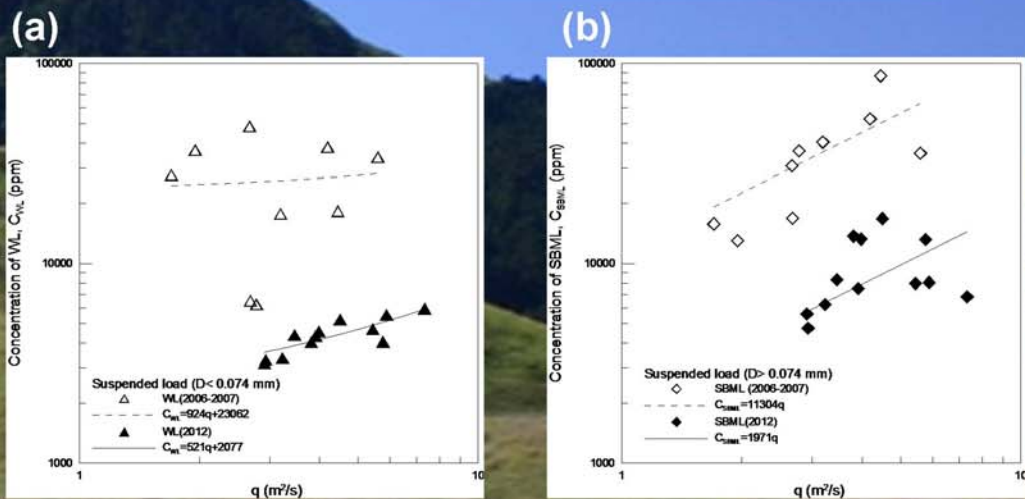 (a)
100000
10000
1000
Concentration of WL, C_WL (ppm)
Suspended load (D< 0.074 mm)
WL(2006-2007)
C_WL=924q+23062
WL(2012)
C_WL=521q+2077
1
10
q (m²/s)
(b)
100000
10000
1000
Concentration of SBML, C_SBML (ppm)
Suspended load (D> 0.074 mm)
SBML (2006-2007)
C_SBML=11304q
SBML(2012)
C_SBML=1971q
1
10
q (m²/s)